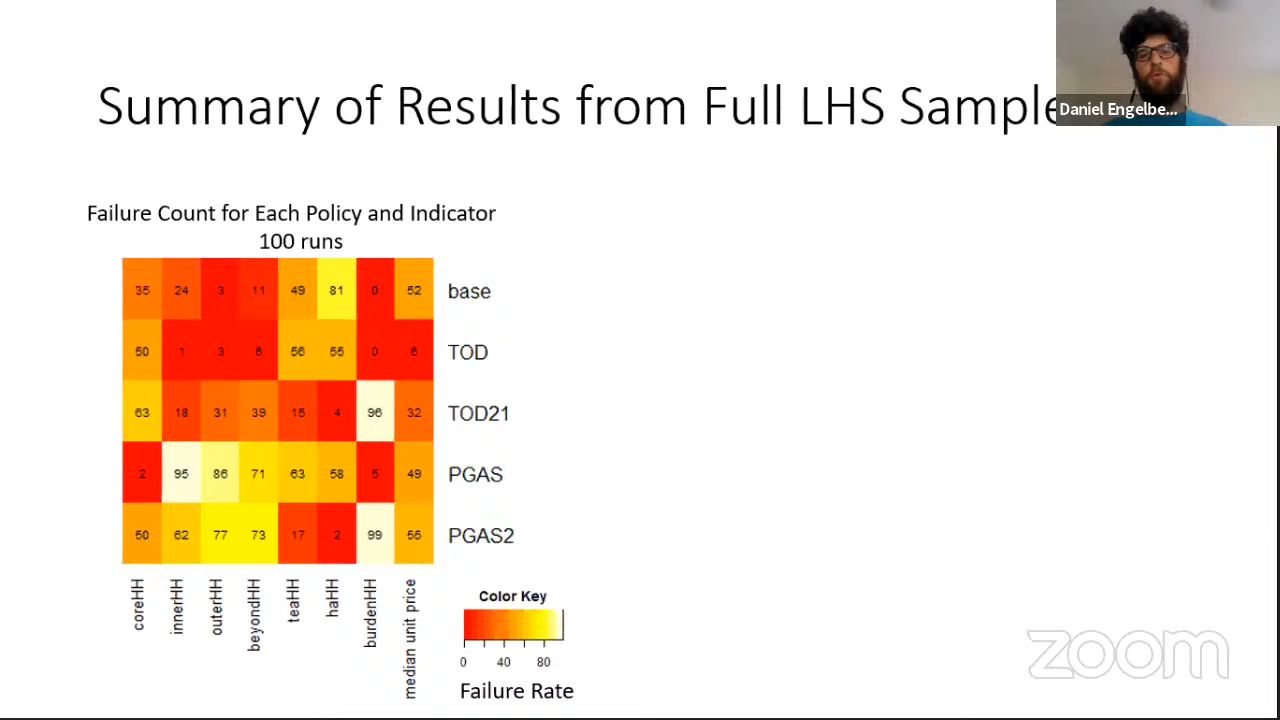 Summary of Results from Full LHS Sample
Daniel Engelbe...
Failure Count for Each Policy and Indicator
100 runs
35 24 3 11 49 81 0 52 base
50 1 3 6 56 55 0 6 TOD
63 18 31 39 15 4 96 32 TOD21
2 95 86 71 63 58 5 49 PGAS
50 62 77 73 17 2 99 55 PGAS2
coreHH innerHH outerHH beyondHH teaHH haHH burdenHH median unit price
Color Key
0 40 80
Failure Rate
zoom